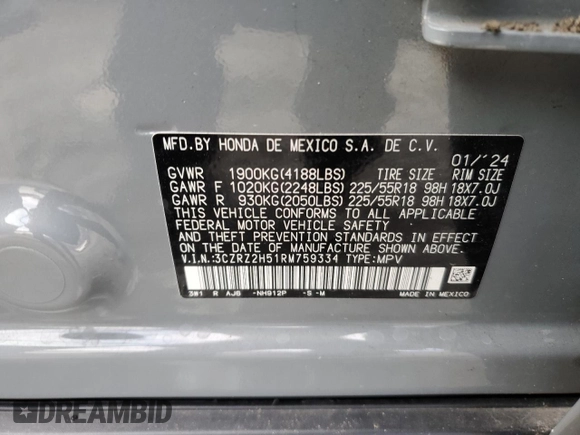 MFD.BY HONDA DE MEXICO S.A. DE C.V.
01/'24
GVWR 1900KG(4188LBS) TIRE SIZE RIM SIZE
GAWR F 1020KG(2248LBS) 225/55R18 98H 18X7.0J
GAWR R 930KG(2050LBS) 225/55R18 98H 18X7.0J
THIS VEHICLE CONFORMS TO ALL APPLICABLE
FEDERAL MOTOR VEHICLE SAFETY
AND THEFT PREVENTION STANDARDS IN EFFECT
ON THE DATE OF MANUFACTURE SHOWN ABOVE.
V.I.N.:3CZRZ2H51RM759334 TYPE:MPV
3W1 R AJB -NH912P -S -M MADE IN MEXICO
DREAMBID